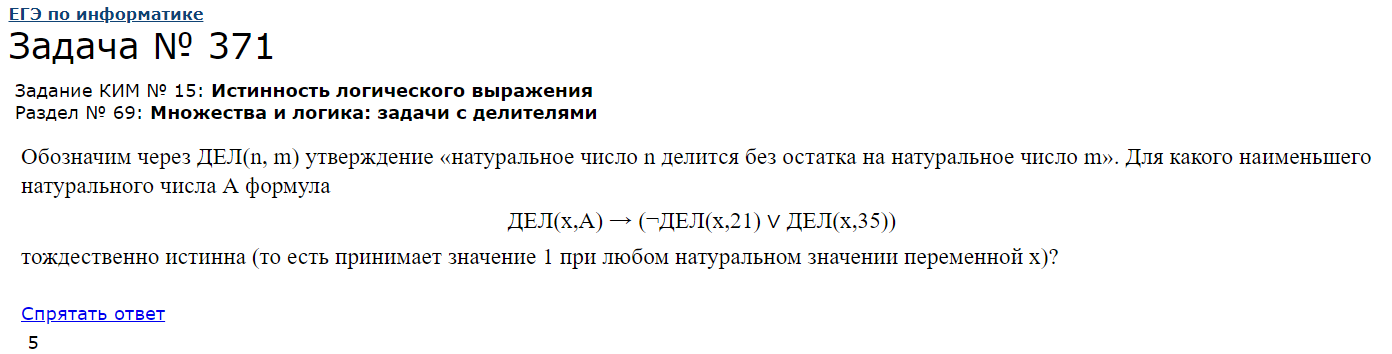 ЕГЭ по информатике
Задача № 371
Задание КИМ № 15: Истинность логического выражения
Раздел № 69: Множества и логика: задачи с делителями
Обозначим через ДЕЛ(n, m) утверждение «натуральное число n делится без остатка на натуральное число m». Для какого наименьшего
натурального числа А формула
ДЕЛ(x,А) → (¬ДЕЛ(x,21) ∨ ДЕЛ(x,35))
тождественно истинна (то есть принимает значение 1 при любом натуральном значении переменной x)?
Спрятать ответ
5